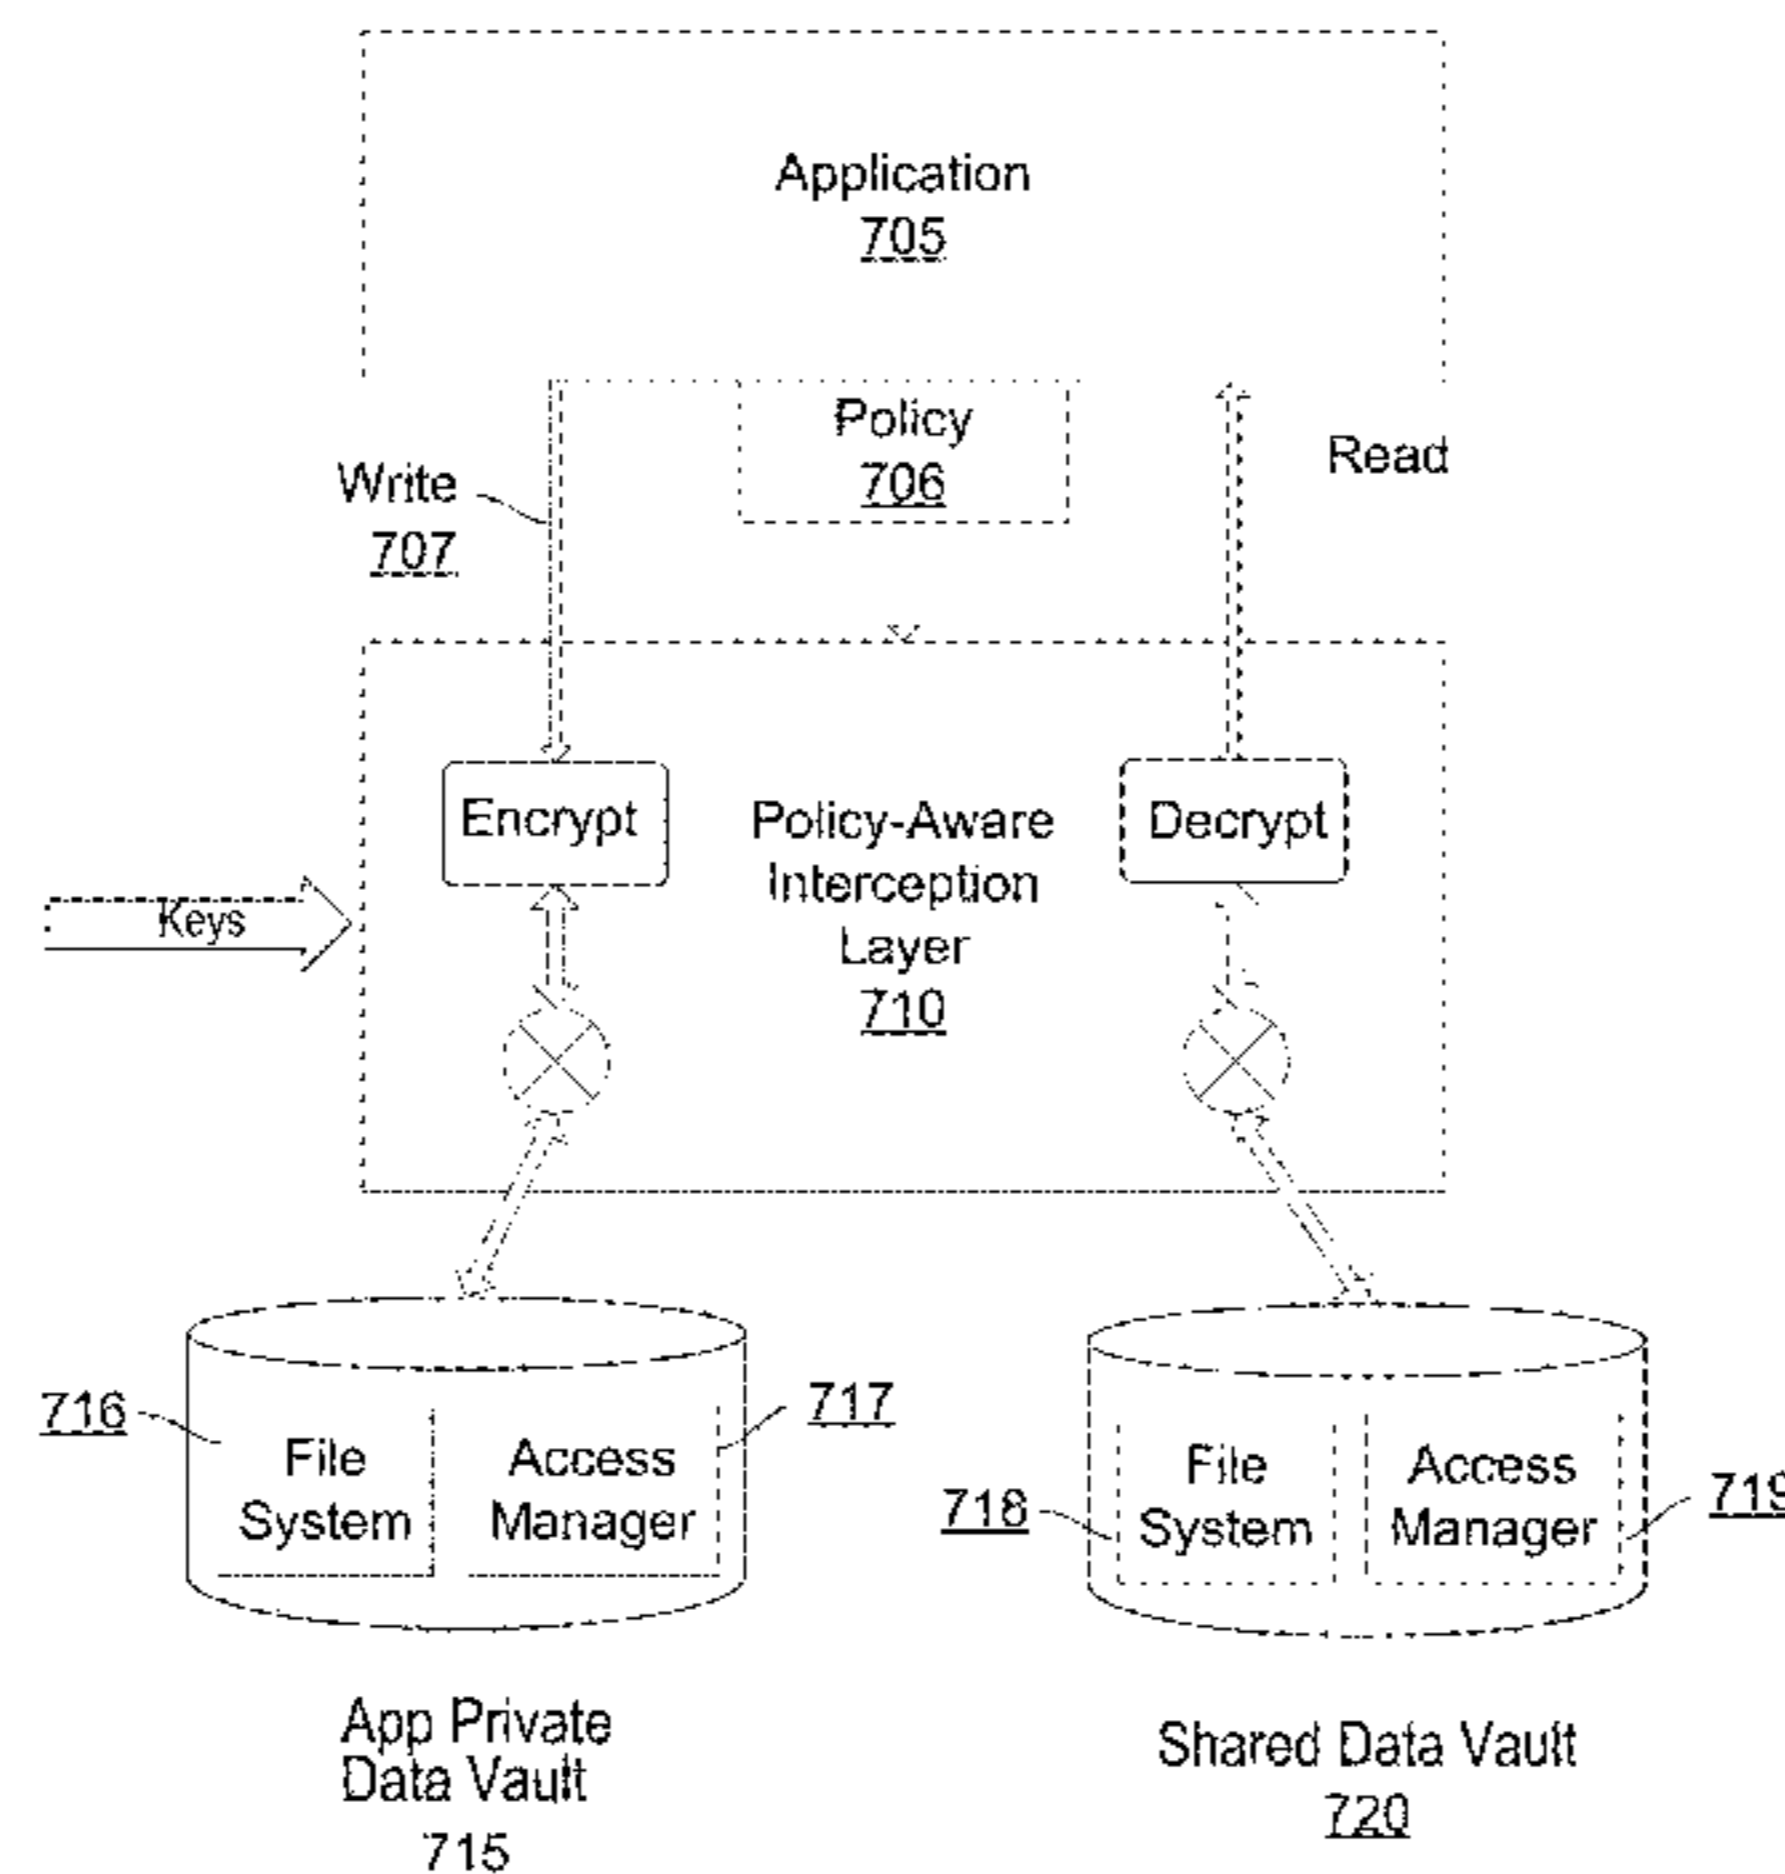 Application
705
Policy
706
Read
Write
707
Encrypt
Policy-Aware
Interception
Layer
710
Decrypt
Keys
716
File
System
Access
Manager
717
718
File
System
Access
Manager
719
App Private
Data Vault
715
Shared Data Vault
720